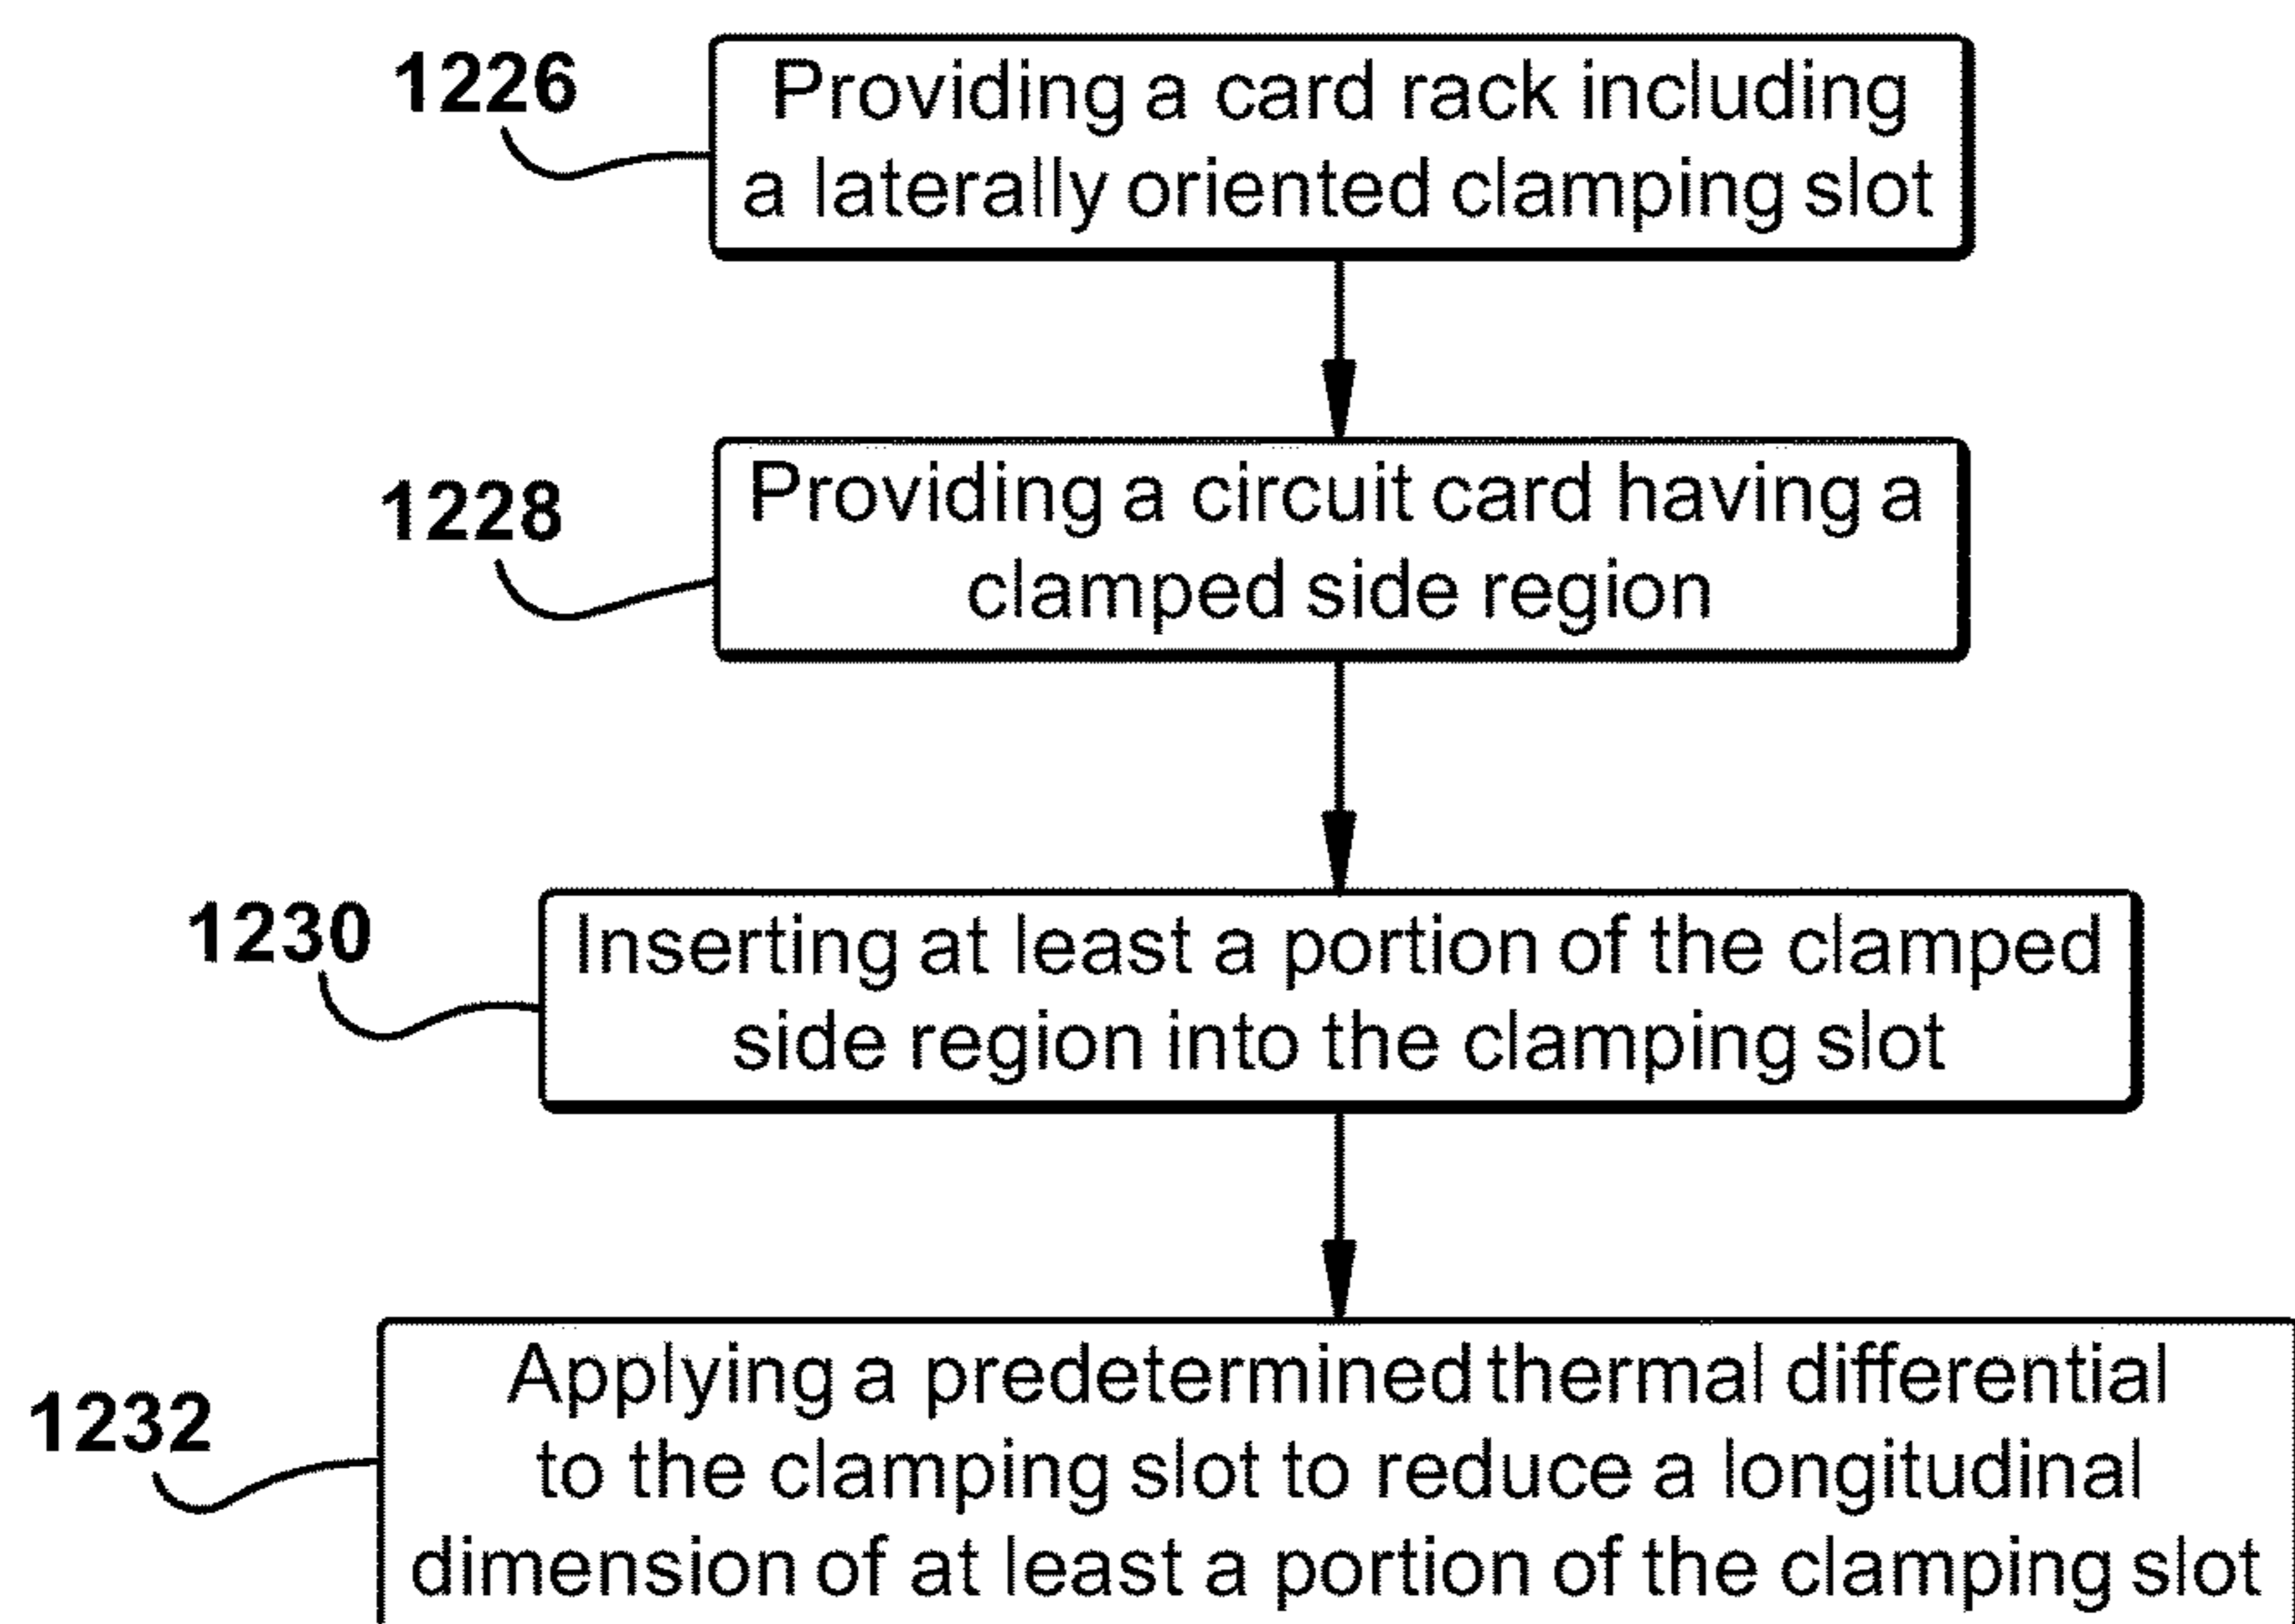 1226
Providing a card rack including
a laterally oriented clamping slot
1228
Providing a circuit card having a
clamped side region
1230
Inserting at least a portion of the clamped
side region into the clamping slot
1232
Applying a predetermined thermal differential
to the clamping slot to reduce a longitudinal
dimension of at least a portion of the clamping slot